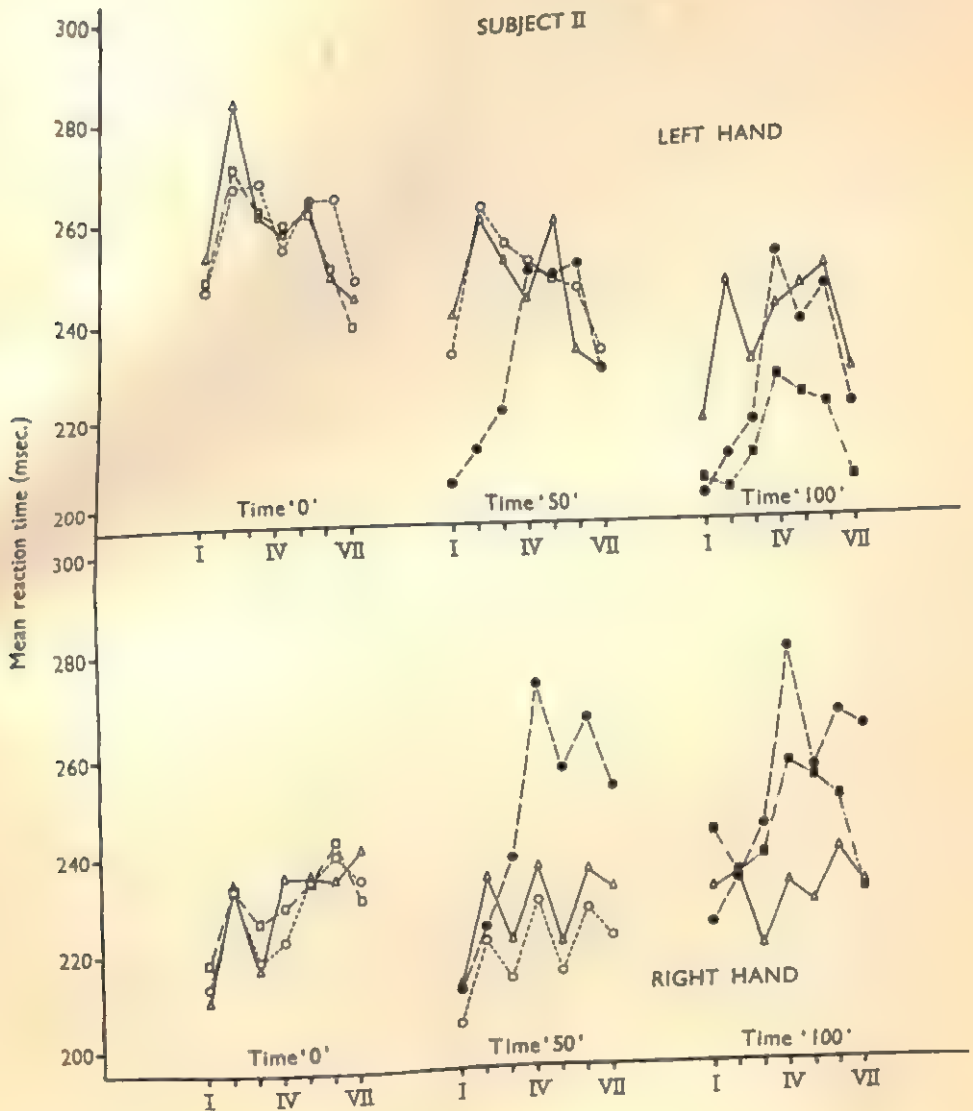 SUBJECT II
LEFT HAND
Mean reaction time (msec.)
300
280
260
240
220
200
Time '0'
Time '50'
Time '100'
I
IV
VII
I
IV
VII
I
IV
VII
300
280
260
240
220
200
RIGHT HAND
Time '0'
Time '50'
Time '100'
I
IV
VII
I
IV
VII
I
IV
VII